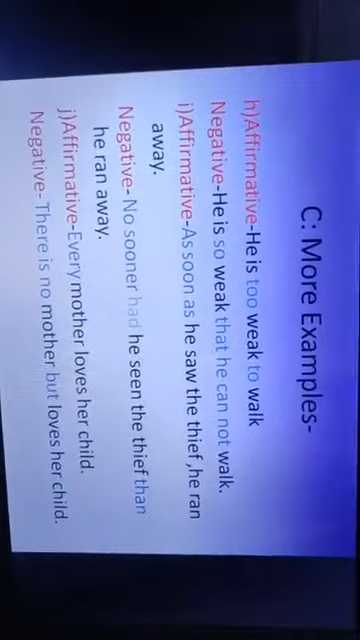 C: More Examples-
h)Affirmative-He is too weak to walk
Negative-He is so weak that he can not walk.
i)Affirmative-As soon as he saw the thief ,he ran
away.
Negative- No sooner had he seen the thief than
he ran away.
j)Affirmative-Every mother loves her child.
Negative- There is no mother but loves her child.